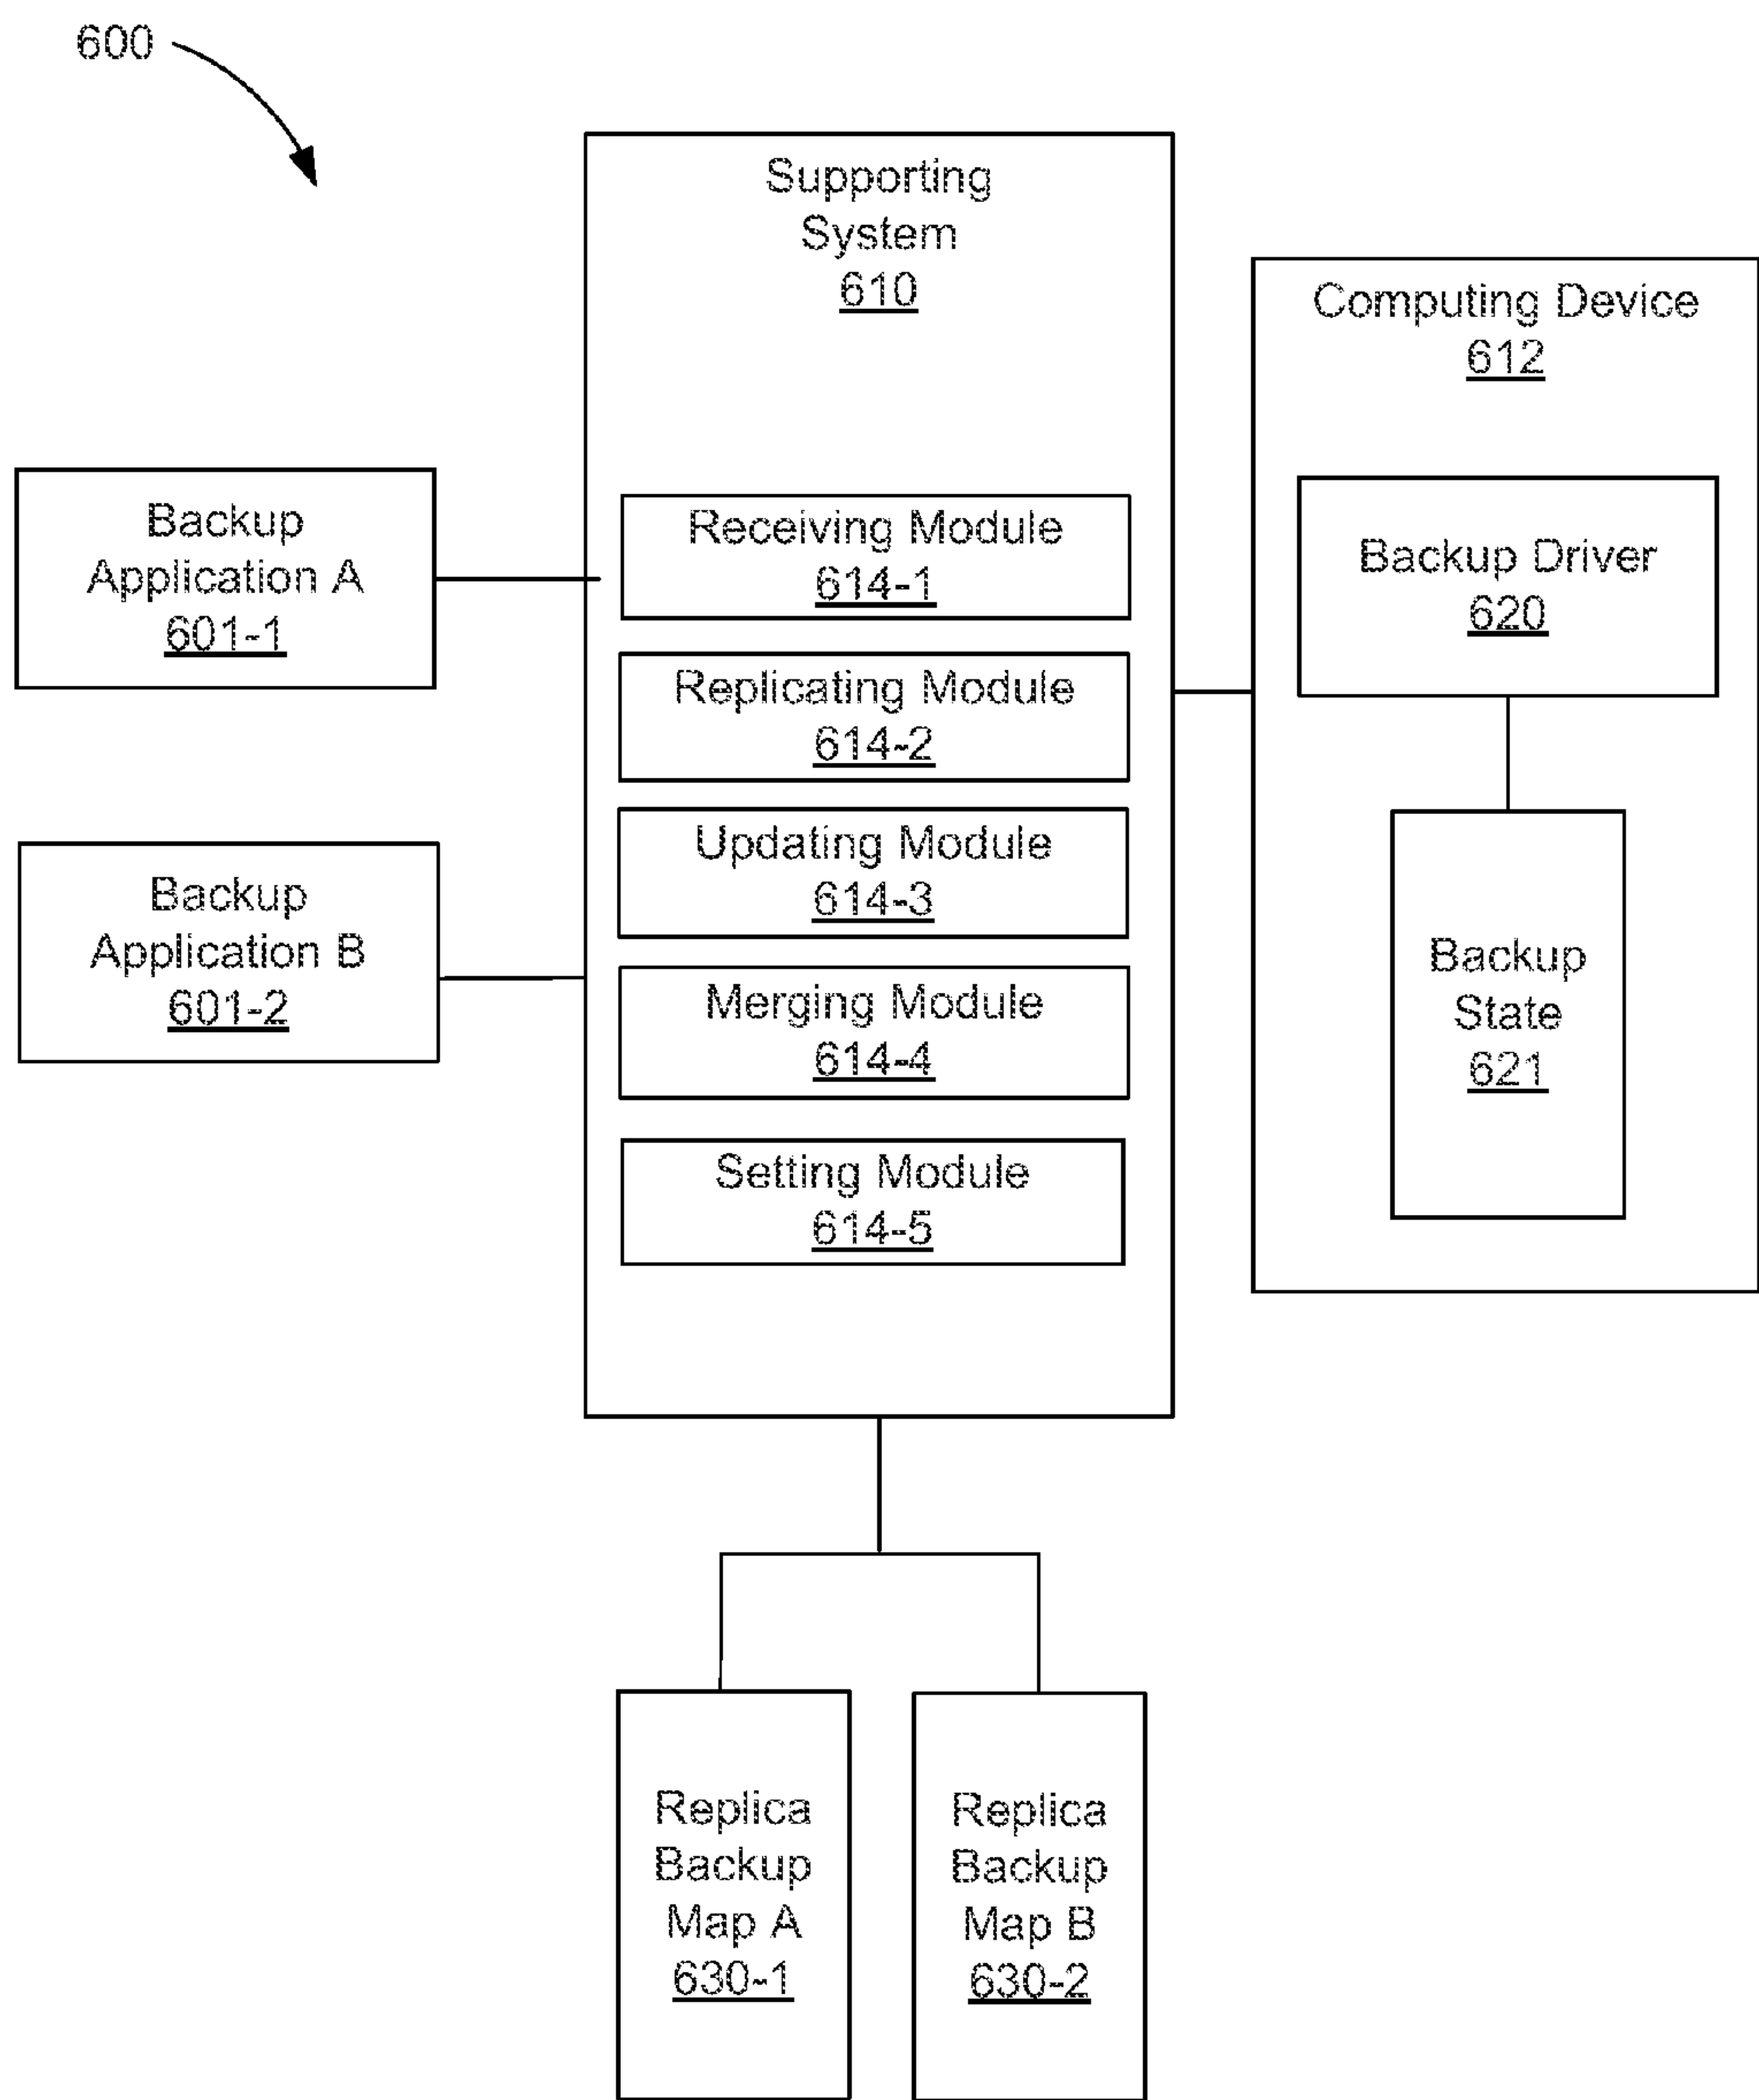 600
Supporting
System
610
Receiving Module
614-1
Replicating Module
614-2
Updating Module
614-3
Merging Module
614-4
Setting Module
614-5
Backup
Application A
601-1
Backup
Application B
601-2
Computing Device
612
Backup Driver
620
Backup
State
621
Replica
Backup
Map A
630-1
Replica
Backup
Map B
630-2